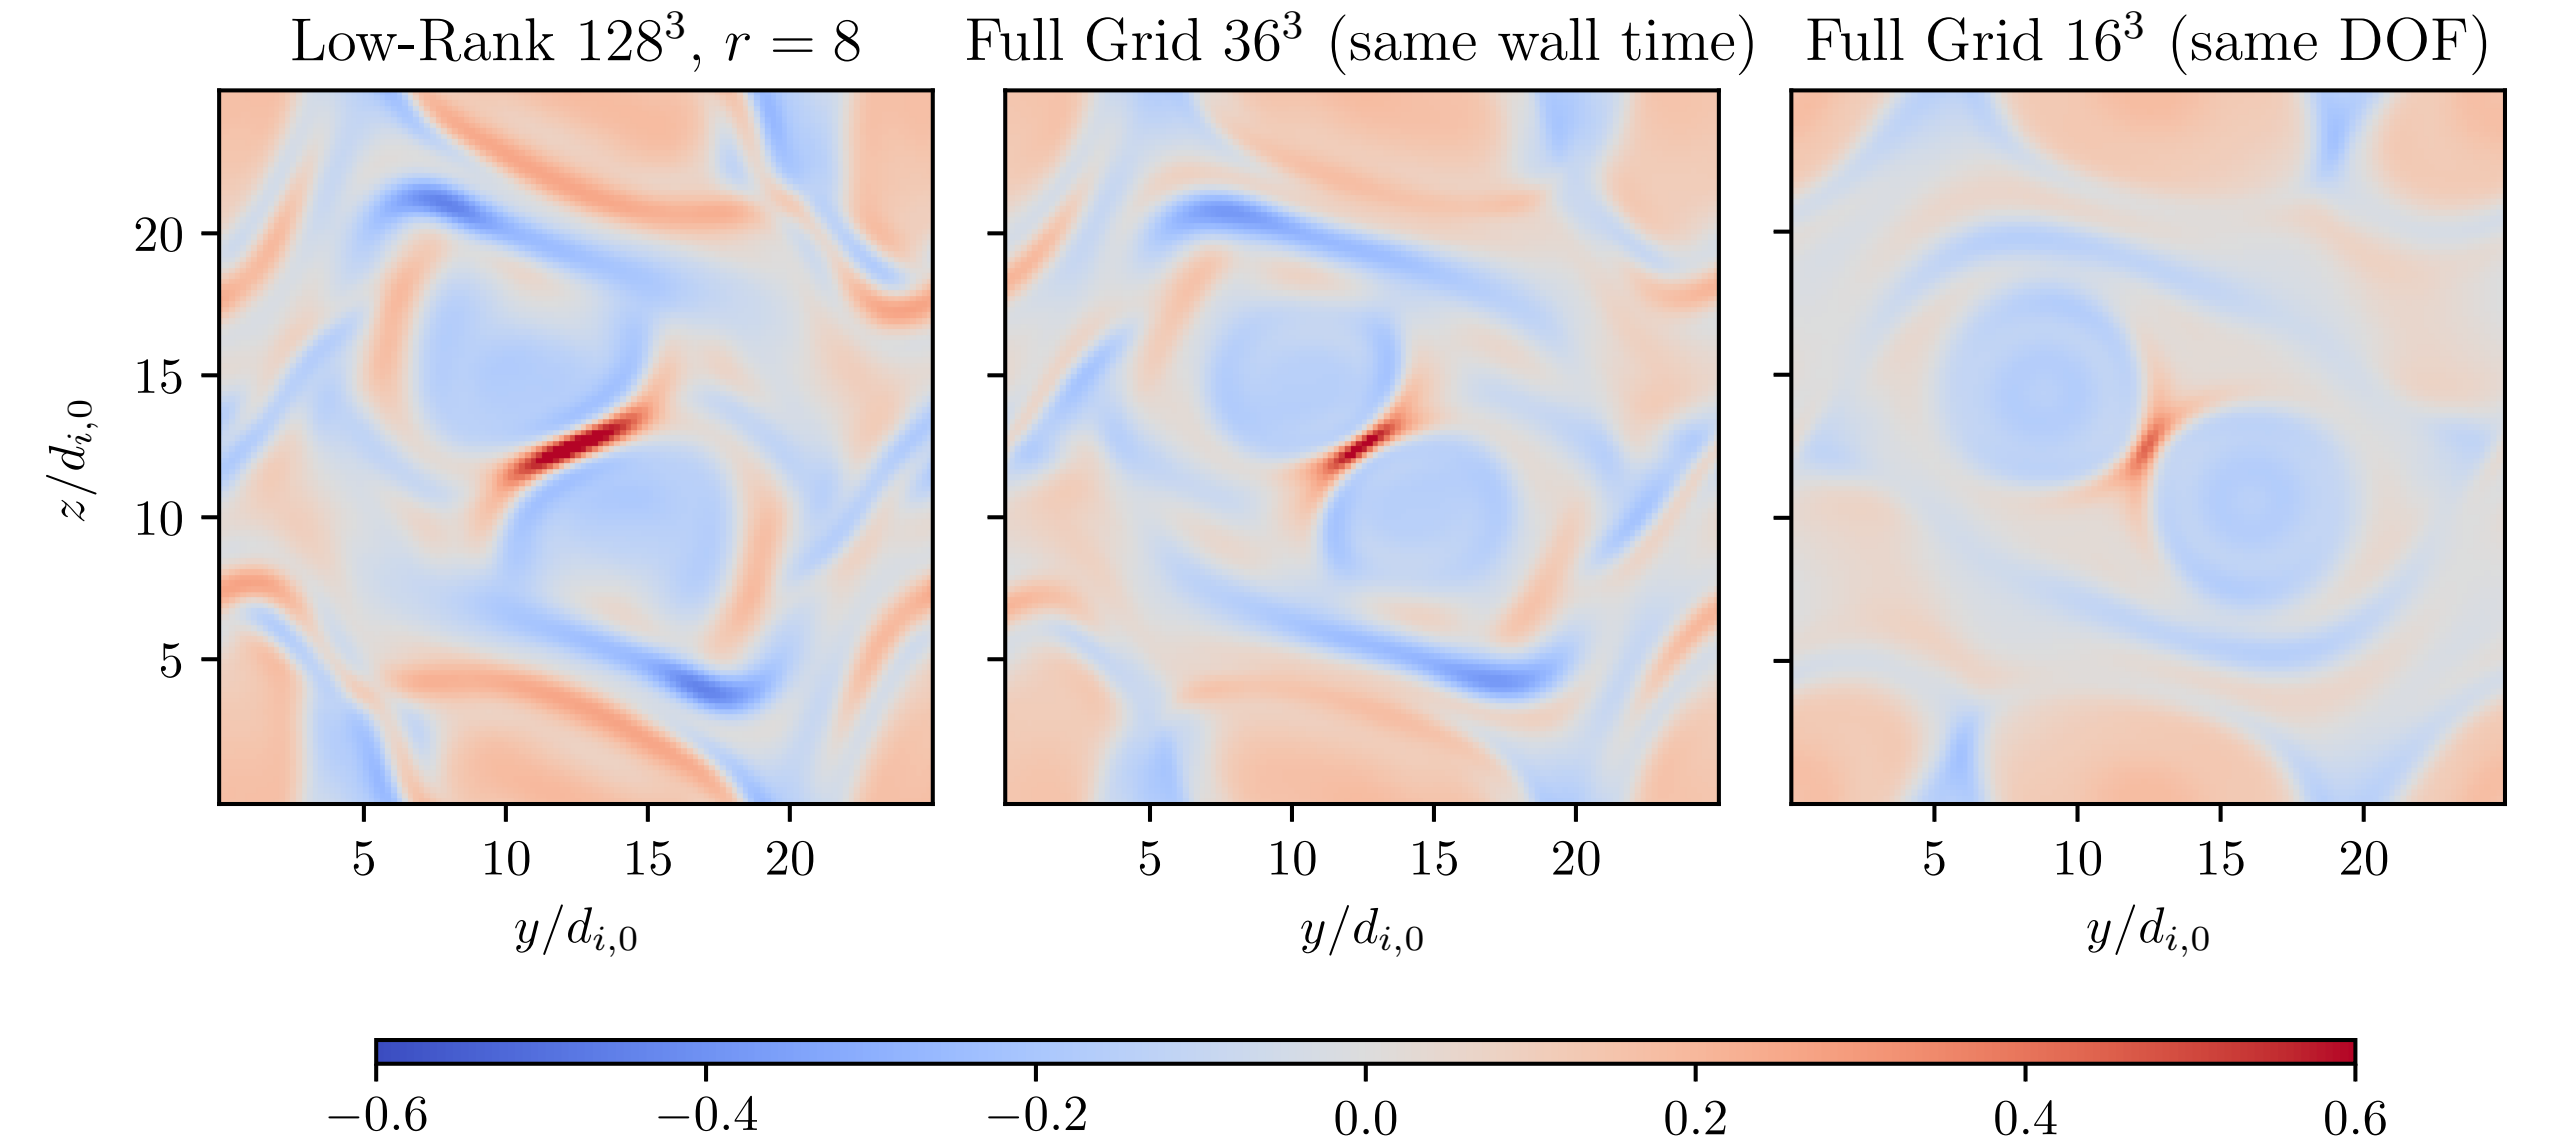 Low-Rank 128³, r = 8
Full Grid 36³ (same wall time)
Full Grid 16³ (same DOF)
z/d_{i,0}
20
15
10
5
5 10 15 20
5 10 15 20
5 10 15 20
y/d_{i,0}
y/d_{i,0}
y/d_{i,0}
−0.6 −0.4 −0.2 0.0 0.2 0.4 0.6